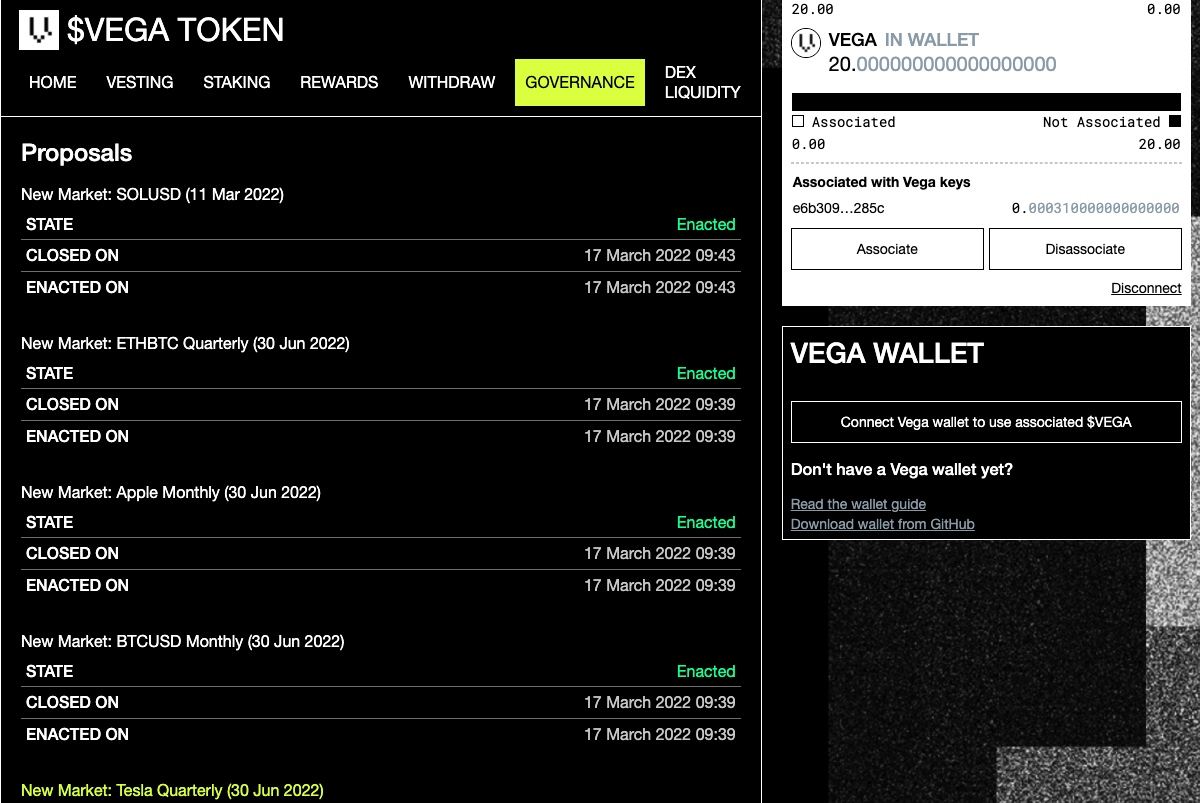 $VEGA TOKEN
HOME VESTING STAKING REWARDS WITHDRAW GOVERNANCE DEX LIQUIDITY
Proposals
New Market: SOLUSD (11 Mar 2022)
STATE Enacted
CLOSED ON 17 March 2022 09:43
ENACTED ON 17 March 2022 09:43
New Market: ETHBTC Quarterly (30 Jun 2022)
STATE Enacted
CLOSED ON 17 March 2022 09:39
ENACTED ON 17 March 2022 09:39
New Market: Apple Monthly (30 Jun 2022)
STATE Enacted
CLOSED ON 17 March 2022 09:39
ENACTED ON 17 March 2022 09:39
New Market: BTCUSD Monthly (30 Jun 2022)
STATE Enacted
CLOSED ON 17 March 2022 09:39
ENACTED ON 17 March 2022 09:39
New Market: Tesla Quarterly (30 Jun 2022)
20.00 0.00
VEGA IN WALLET
20.000000000000000000
Associated Not Associated
0.00 20.00
Associated with Vega keys
e6b309…285c 0.000310000000000000
Associate Disassociate
Disconnect
VEGA WALLET
Connect Vega wallet to use associated $VEGA
Don't have a Vega wallet yet?
Read the wallet guide
Download wallet from GitHub